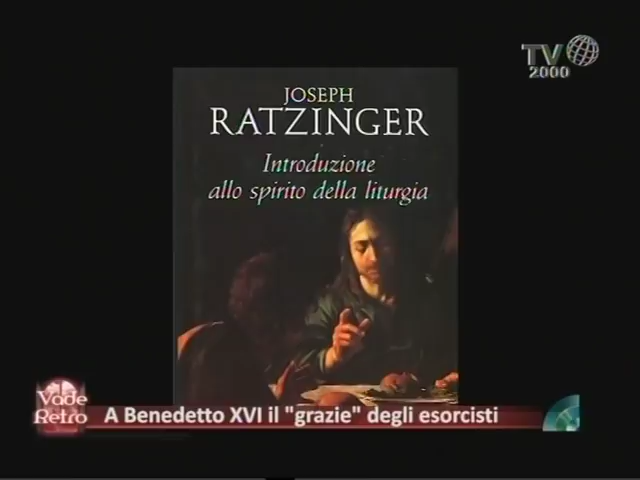 TV
2000
JOSEPH
RATZINGER
Introduzione
allo spirito della liturgia
Vade
Retro
A Benedetto XVI il "grazie" degli esorcisti